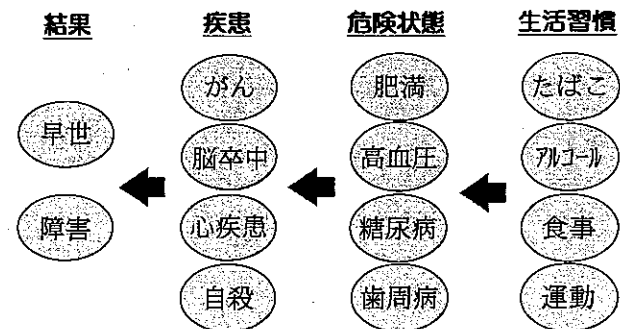 結果 疾患 危険状態 生活習慣
がん 肥満 たばこ
早世
脳卒中 高血圧 アルコール
障害 心疾患 糖尿病 食事
自殺 歯周病 運動